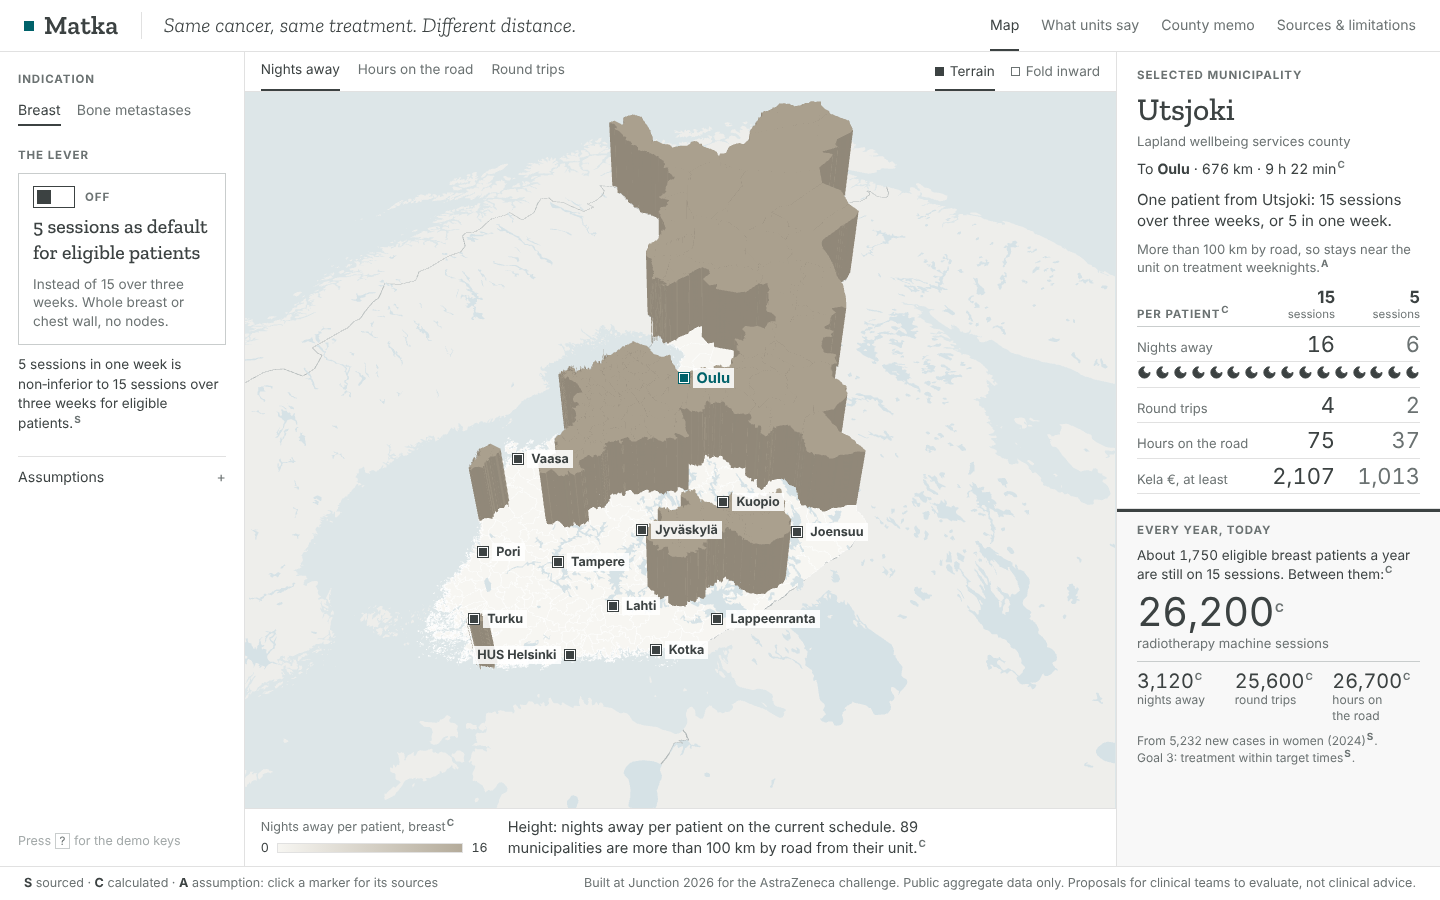 Matka
Same cancer, same treatment. Different distance.
Map
What units say
County memo
Sources & limitations
INDICATION
Breast
Bone metastases
THE LEVER
OFF
5 sessions as default
for eligible patients
Instead of 15 over three
weeks. Whole breast or
chest wall, no nodes.
5 sessions in one week is
non-inferior to 15 sessions over
three weeks for eligible
patients.S
Assumptions +
Press ? for the demo keys
Nights away
Hours on the road
Round trips
Terrain
Fold inward
Oulu
Vaasa
Kuopio
Jyväskylä
Joensuu
Pori
Tampere
Lahti
Turku
Lappeenranta
HUS Helsinki
Kotka
Nights away per patient, breastC
0 16
Height: nights away per patient on the current schedule. 89
municipalities are more than 100 km by road from their unit.C
SELECTED MUNICIPALITY
Utsjoki
Lapland wellbeing services county
To Oulu · 676 km · 9 h 22 minC
One patient from Utsjoki: 15 sessions
over three weeks, or 5 in one week.
More than 100 km by road, so stays near the
unit on treatment weeknights.A
15 5
PER PATIENTC sessions sessions
Nights away 16 6
Round trips 4 2
Hours on the road 75 37
Kela €, at least 2,107 1,013
EVERY YEAR, TODAY
About 1,750 eligible breast patients a year
are still on 15 sessions. Between them:C
26,200C
radiotherapy machine sessions
3,120C 25,600C 26,700C
nights away round trips hours on
the road
From 5,232 new cases in women (2024)S.
Goal 3: treatment within target timesS.
S sourced · C calculated · A assumption: click a marker for its sources
Built at Junction 2026 for the AstraZeneca challenge. Public aggregate data only. Proposals for clinical teams to evaluate, not clinical advice.